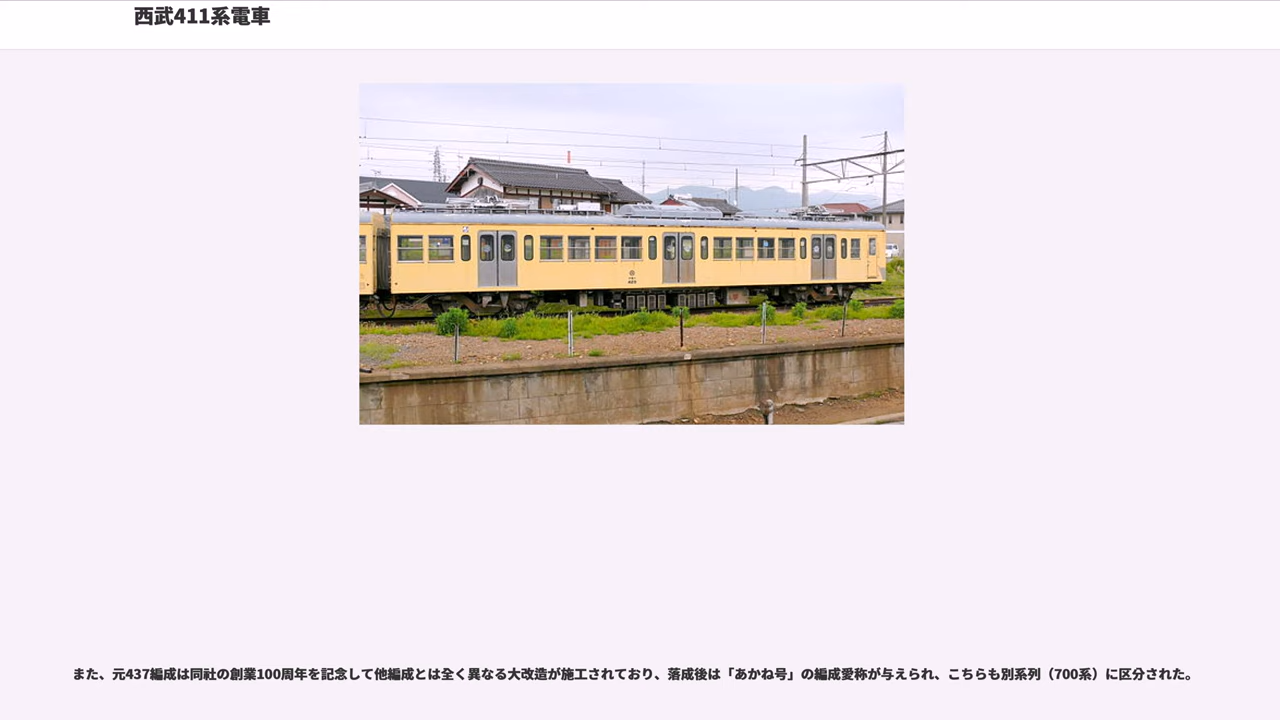 西武411系電車
また、元437編成は同社の創業100周年を記念して他編成とは全く異なる大改造が施工されており、落成後は「あかね号」の編成愛称が与えられ、こちらも別系列（700系）に区分された。